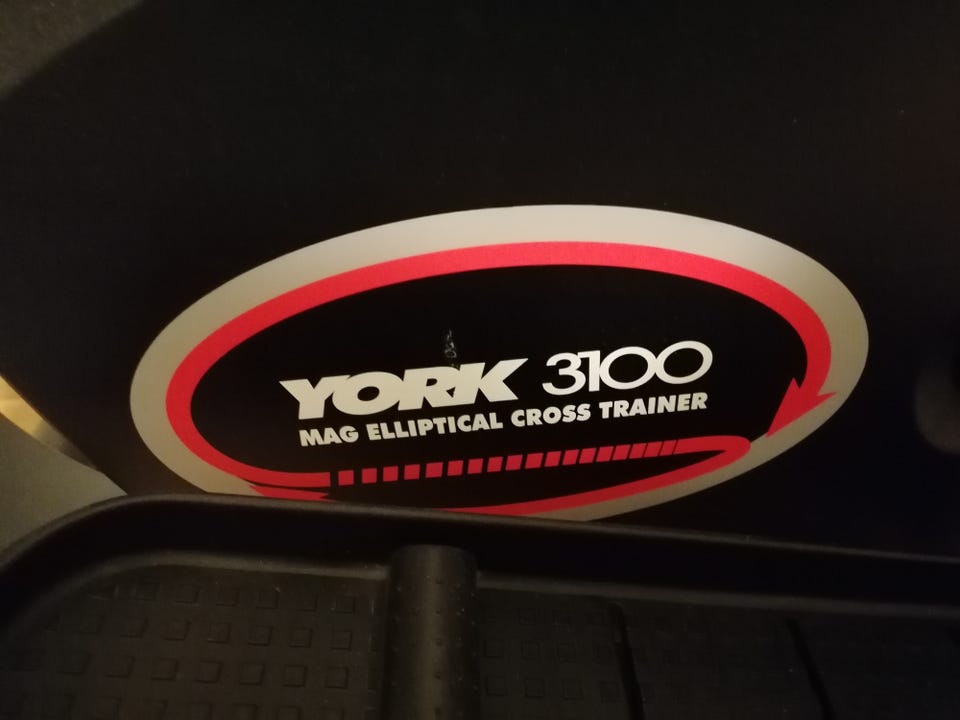 YORK 3100
MAG ELLIPTICAL CROSS TRAINER